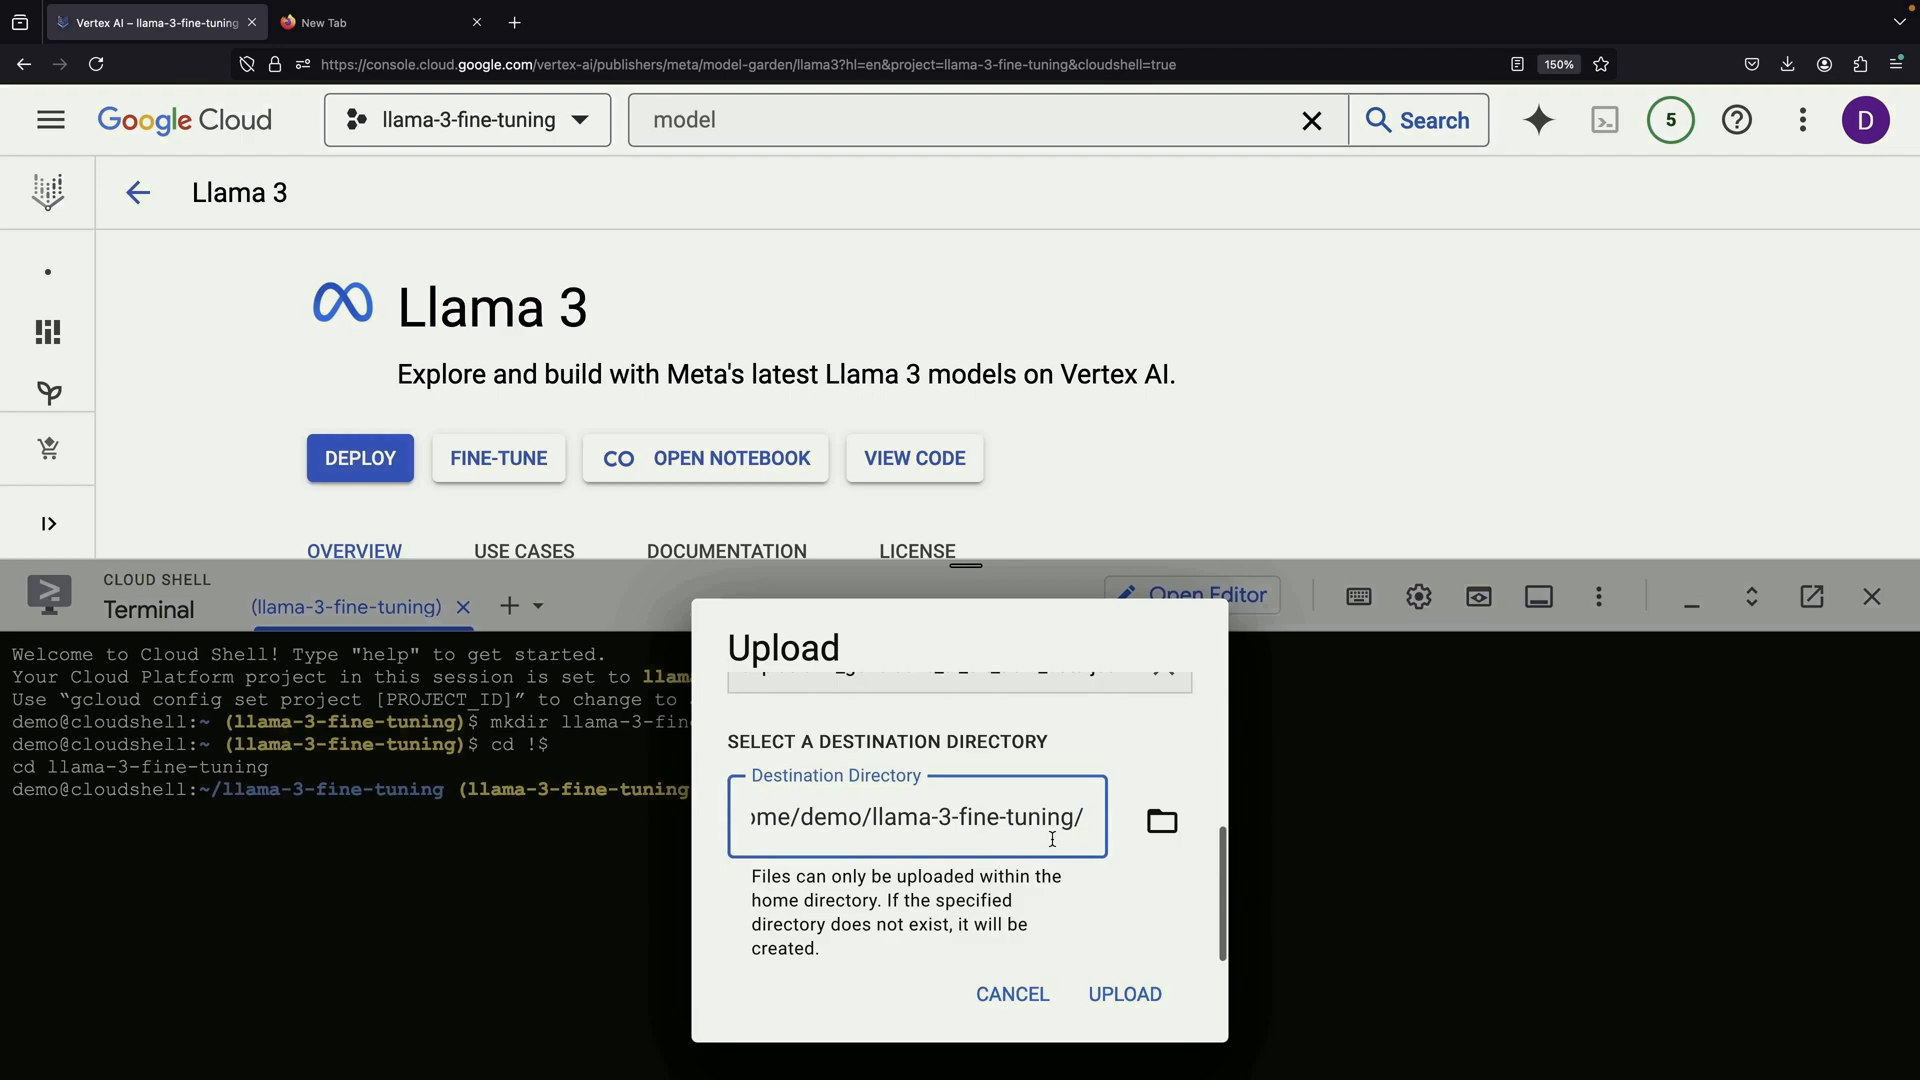 Vertex AI – llama-3-fine-tuning
New Tab
https://console.cloud.google.com/vertex-ai/publishers/meta/model-garden/llama3?hl=en&project=llama-3-fine-tuning&cloudshell=true
150%
Google Cloud
llama-3-fine-tuning
model
Search
5
D
Llama 3
Llama 3
Explore and build with Meta's latest Llama 3 models on Vertex AI.
DEPLOY
FINE-TUNE
OPEN NOTEBOOK
VIEW CODE
OVERVIEW
USE CASES
DOCUMENTATION
LICENSE
CLOUD SHELL
Terminal
(llama-3-fine-tuning)
Open Editor
Welcome to Cloud Shell! Type "help" to get started.
Your Cloud Platform project in this session is set to llam
Use “gcloud config set project [PROJECT_ID]” to change to
demo@cloudshell:~ (llama-3-fine-tuning)$ mkdir llama-3-fin
demo@cloudshell:~ (llama-3-fine-tuning)$ cd !$
cd llama-3-fine-tuning
demo@cloudshell:~/llama-3-fine-tuning (llama-3-fine-tuning
Upload
SELECT A DESTINATION DIRECTORY
Destination Directory
ome/demo/llama-3-fine-tuning/
Files can only be uploaded within the
home directory. If the specified
directory does not exist, it will be
created.
CANCEL
UPLOAD